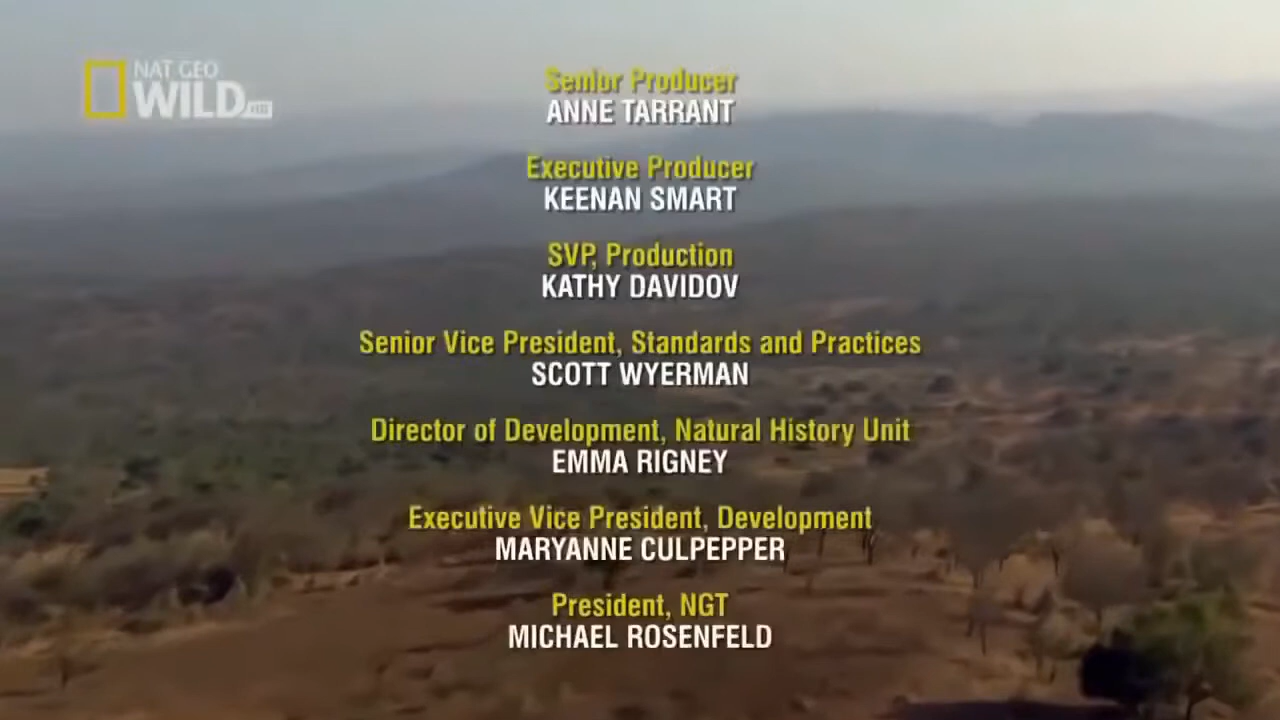 NAT GEO
WILD HD
Senior Producer
ANNE TARRANT
Executive Producer
KEENAN SMART
SVP, Production
KATHY DAVIDOV
Senior Vice President, Standards and Practices
SCOTT WYERMAN
Director of Development, Natural History Unit
EMMA RIGNEY
Executive Vice President, Development
MARYANNE CULPEPPER
President, NGT
MICHAEL ROSENFELD